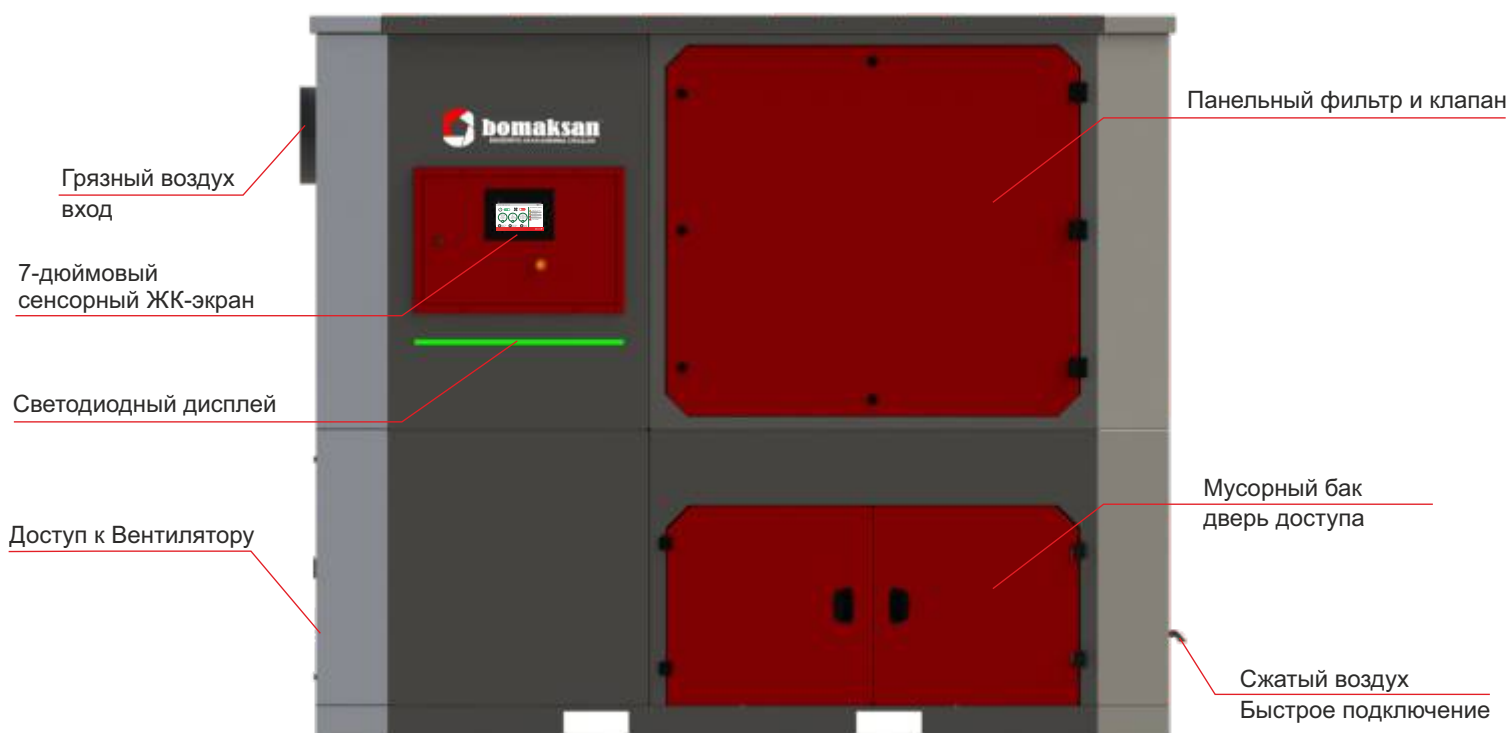 bomaksan
Панельный фильтр и клапан
Грязный воздух
вход
7-дюймовый
сенсорный ЖК-экран
Светодиодный дисплей
Мусорный бак
дверь доступа
Доступ к Вентилятору
Сжатый воздух
Быстрое подключение